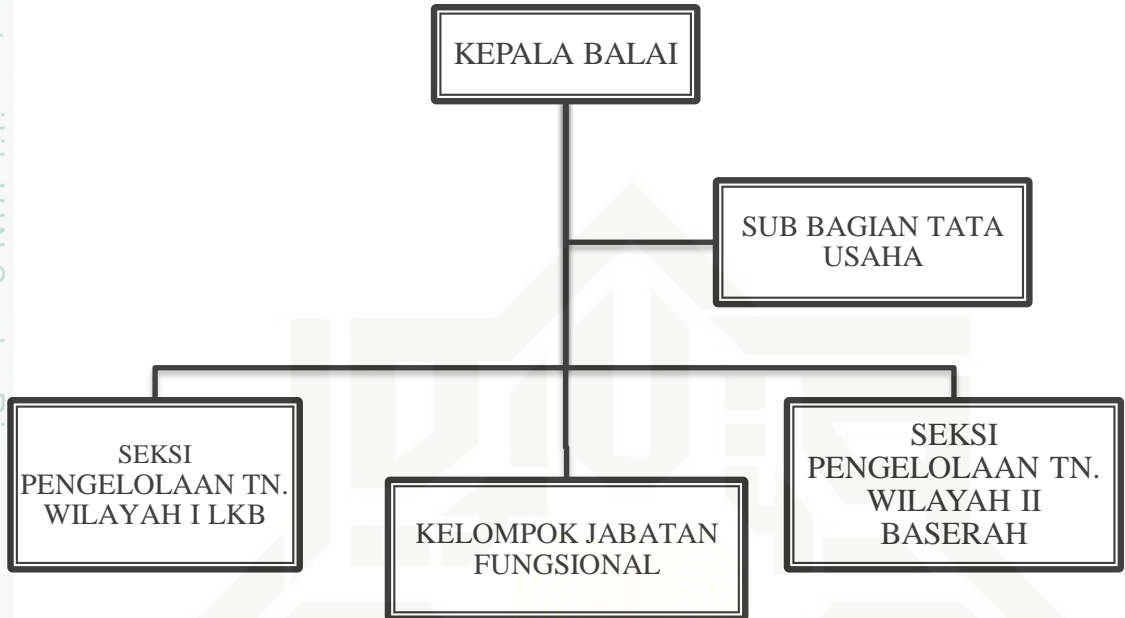 KEPALA BALAI
SUB BAGIAN TATA
USAHA
SEKSI
PENGELOLAAN TN.
WILAYAH I LKB
KELOMPOK JABATAN
FUNGSIONAL
SEKSI
PENGELOLAAN TN.
WILAYAH II
BASERAH